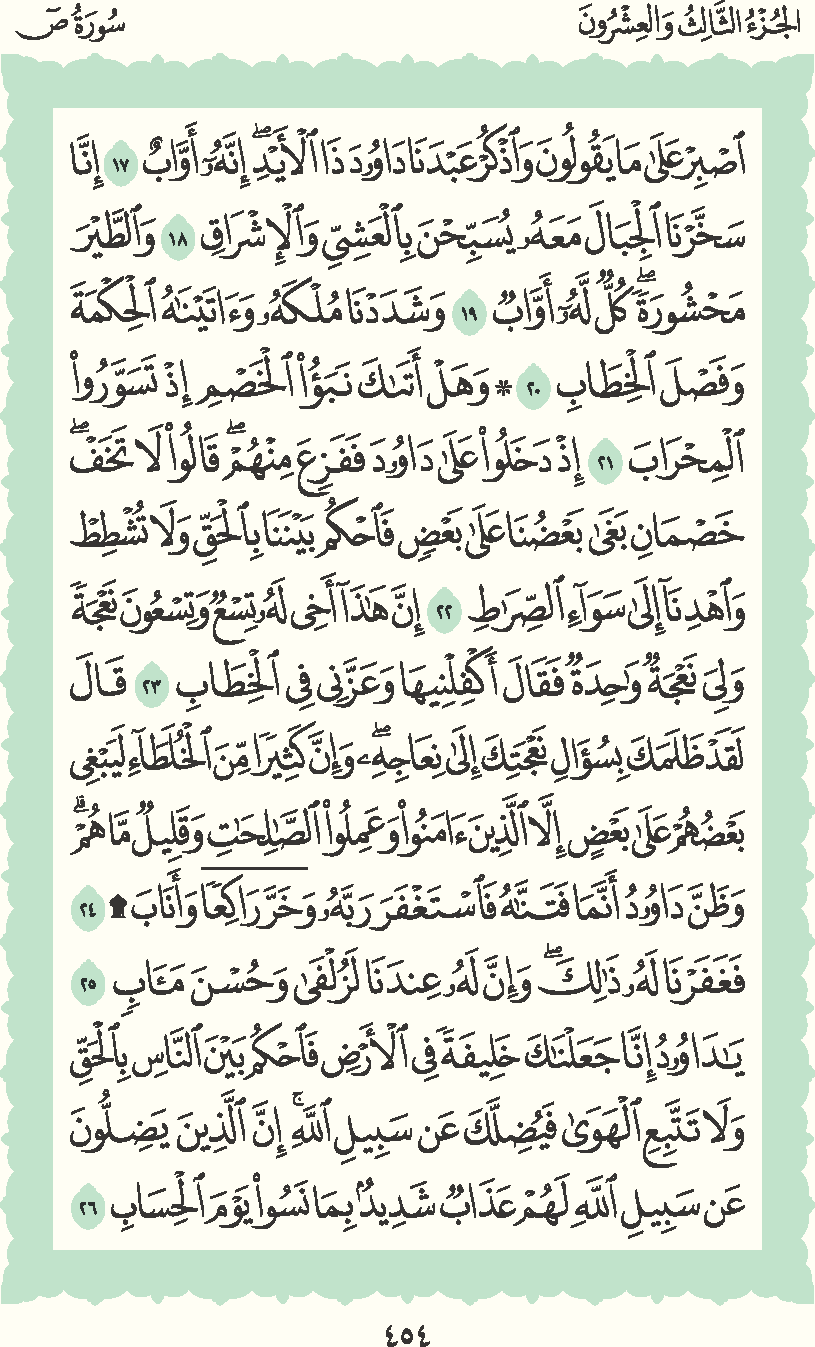 الجُزْءُ الثَّالِثُ وَالعِشْرُونَ سُورَةُ صٓ
ٱصْبِرْ عَلَىٰ مَا يَقُولُونَ وَٱذْكُرْ عَبْدَنَا دَاوُۥدَ ذَا ٱلْأَيْدِۖ إِنَّهُۥٓ أَوَّابٌ ١٧ إِنَّا
سَخَّرْنَا ٱلْجِبَالَ مَعَهُۥ يُسَبِّحْنَ بِٱلْعَشِيِّ وَٱلْإِشْرَاقِ ١٨ وَٱلطَّيْرَ
مَحْشُورَةًۖ كُلٌّ لَّهُۥٓ أَوَّابٌ ١٩ وَشَدَدْنَا مُلْكَهُۥ وَءَاتَيْنَٰهُ ٱلْحِكْمَةَ
وَفَصْلَ ٱلْخِطَابِ ٢٠ ۞ وَهَلْ أَتَىٰكَ نَبَؤُاْ ٱلْخَصْمِ إِذْ تَسَوَّرُواْ
ٱلْمِحْرَابَ ٢١ إِذْ دَخَلُواْ عَلَىٰ دَاوُۥدَ فَفَزِعَ مِنْهُمْۖ قَالُواْ لَا تَخَفْۖ
خَصْمَانِ بَغَىٰ بَعْضُنَا عَلَىٰ بَعْضٍ فَٱحْكُم بَيْنَنَا بِٱلْحَقِّ وَلَا تُشْطِطْ
وَٱهْدِنَآ إِلَىٰ سَوَآءِ ٱلصِّرَٰطِ ٢٢ إِنَّ هَٰذَآ أَخِي لَهُۥ تِسْعٌ وَتِسْعُونَ نَعْجَةً
وَلِيَ نَعْجَةٌ وَٰحِدَةٌ فَقَالَ أَكْفِلْنِيهَا وَعَزَّنِي فِي ٱلْخِطَابِ ٢٣ قَالَ
لَقَدْ ظَلَمَكَ بِسُؤَالِ نَعْجَتِكَ إِلَىٰ نِعَاجِهِۦۖ وَإِنَّ كَثِيرًا مِّنَ ٱلْخُلَطَآءِ لَيَبْغِي
بَعْضُهُمْ عَلَىٰ بَعْضٍ إِلَّا ٱلَّذِينَ ءَامَنُواْ وَعَمِلُواْ ٱلصَّٰلِحَٰتِ وَقَلِيلٌ مَّا هُمْۗ
وَظَنَّ دَاوُۥدُ أَنَّمَا فَتَنَّٰهُ فَٱسْتَغْفَرَ رَبَّهُۥ وَخَرَّ رَاكِعًا وَأَنَابَ ۩ ٢٤
فَغَفَرْنَا لَهُۥ ذَٰلِكَۖ وَإِنَّ لَهُۥ عِندَنَا لَزُلْفَىٰ وَحُسْنَ مَـَٔابٍ ٢٥
يَٰدَاوُۥدُ إِنَّا جَعَلْنَٰكَ خَلِيفَةً فِي ٱلْأَرْضِ فَٱحْكُم بَيْنَ ٱلنَّاسِ بِٱلْحَقِّ
وَلَا تَتَّبِعِ ٱلْهَوَىٰ فَيُضِلَّكَ عَن سَبِيلِ ٱللَّهِۚ إِنَّ ٱلَّذِينَ يَضِلُّونَ
عَن سَبِيلِ ٱللَّهِ لَهُمْ عَذَابٌ شَدِيدُۢ بِمَا نَسُواْ يَوْمَ ٱلْحِسَابِ ٢٦
٤٥٤